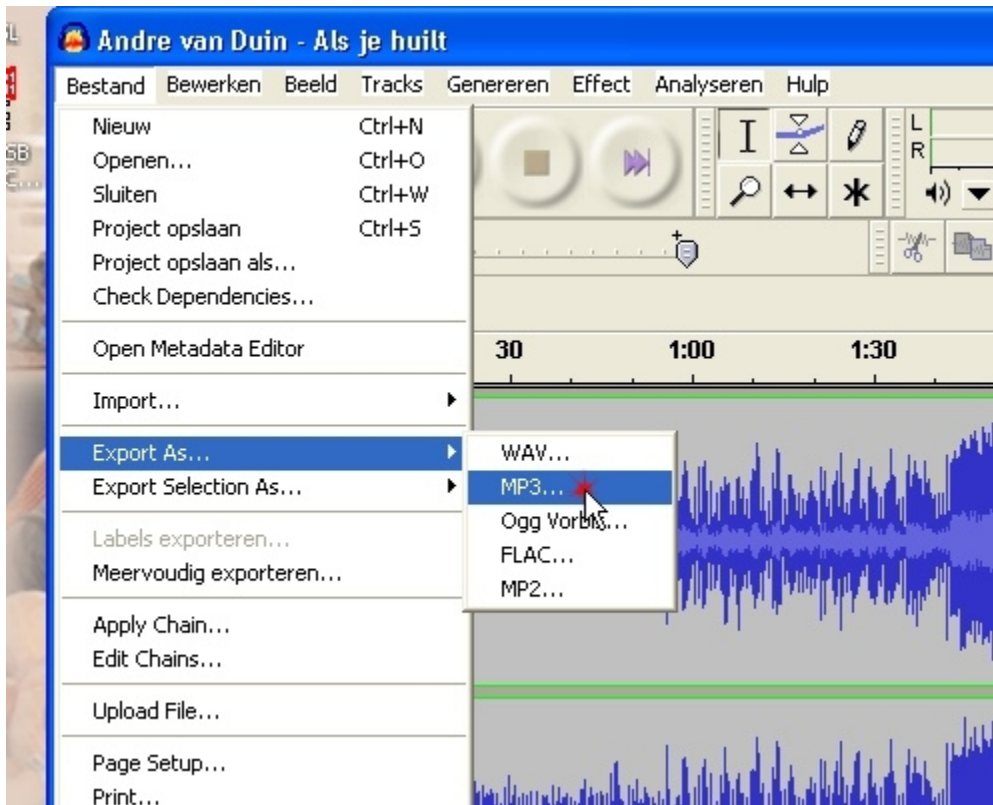 Andre van Duin - Als je huilt
Bestand Bewerken Beeld Tracks Genereren Effect Analyseren Hulp
Nieuw Ctrl+N
Openen... Ctrl+O
Sluiten Ctrl+W
Project opslaan Ctrl+S
Project opslaan als...
Check Dependencies...
Open Metadata Editor
Import...
Export As...
Export Selection As...
Labels exporteren...
Meervoudig exporteren...
Apply Chain...
Edit Chains...
Upload File...
Page Setup...
Print...
WAV...
MP3...
Ogg Vorbis...
FLAC...
MP2...
L
R
30 1:00 1:30